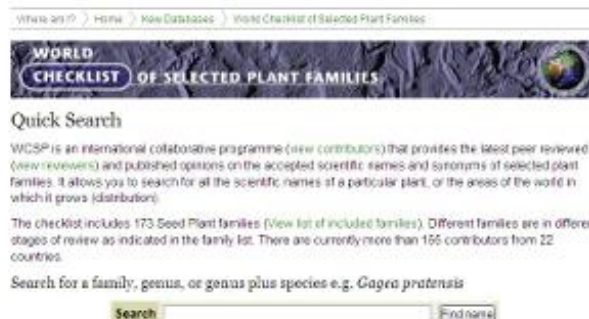 Where am I? > Home > Kew Databases > World Checklist of Selected Plant Families
WORLD
CHECKLIST OF SELECTED PLANT FAMILIES
Quick Search
WCSP is an international collaborative programme (view contributors) that provides the latest peer reviewed
(view reviewers) and published opinions on the accepted scientific names and synonyms of selected plant
families. It allows you to search for all the scientific names of a particular plant, or the areas of the world in
which it grows (distribution).
The checklist includes 173 Seed Plant families (View list of included families). Different families are in differe
stages of review as indicated in the family list. There are currently more than 155 contributors from 22
countries.
Search for a family, genus, or genus plus species e.g. Gagea pratensis
Search Find name